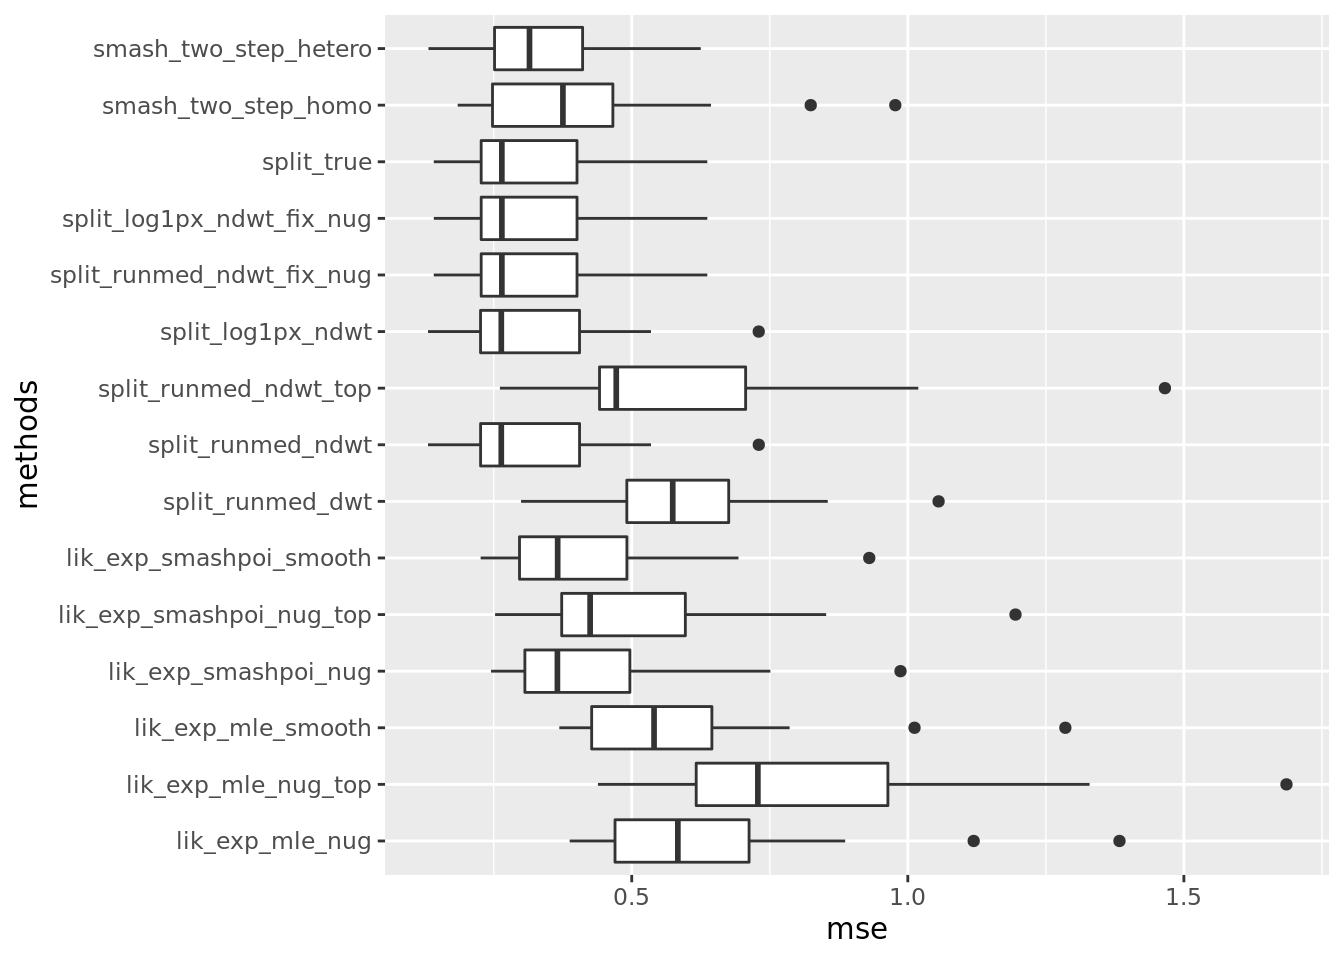 smash_two_step_hetero
smash_two_step_homo
split_true
split_log1px_ndwt_fix_nug
split_runmed_ndwt_fix_nug
split_log1px_ndwt
split_runmed_ndwt_top
split_runmed_ndwt
split_runmed_dwt
lik_exp_smashpoi_smooth
lik_exp_smashpoi_nug_top
lik_exp_smashpoi_nug
lik_exp_mle_smooth
lik_exp_mle_nug_top
lik_exp_mle_nug
methods
0.5 1.0 1.5
mse